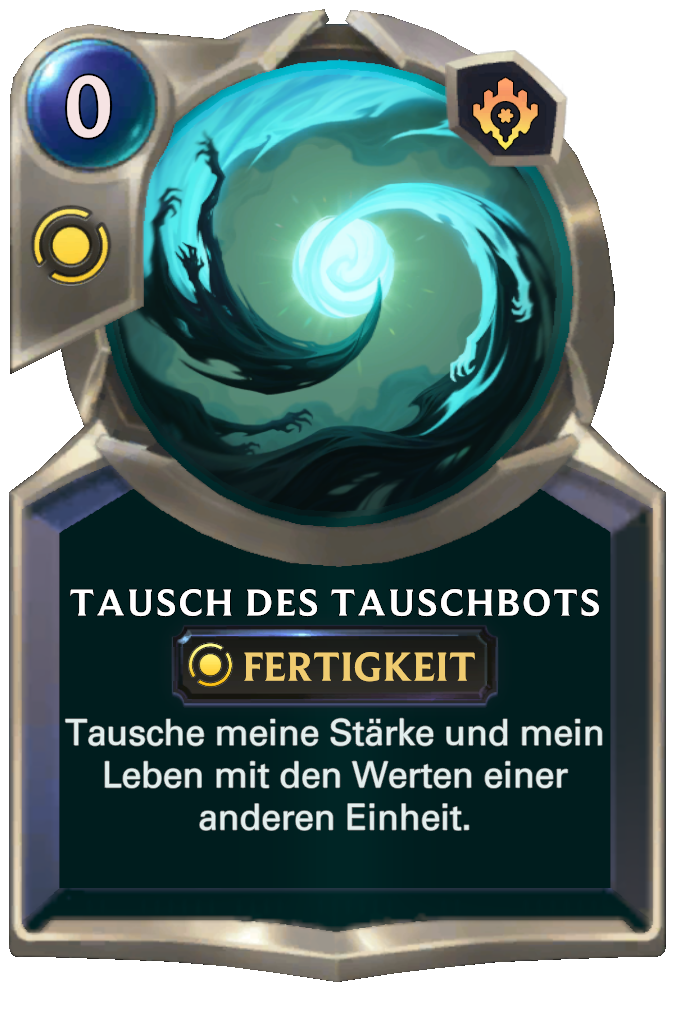 0
TAUSCH DES TAUSCHBOTS
FERTIGKEIT
Tausche meine Stärke und mein
Leben mit den Werten einer
anderen Einheit.